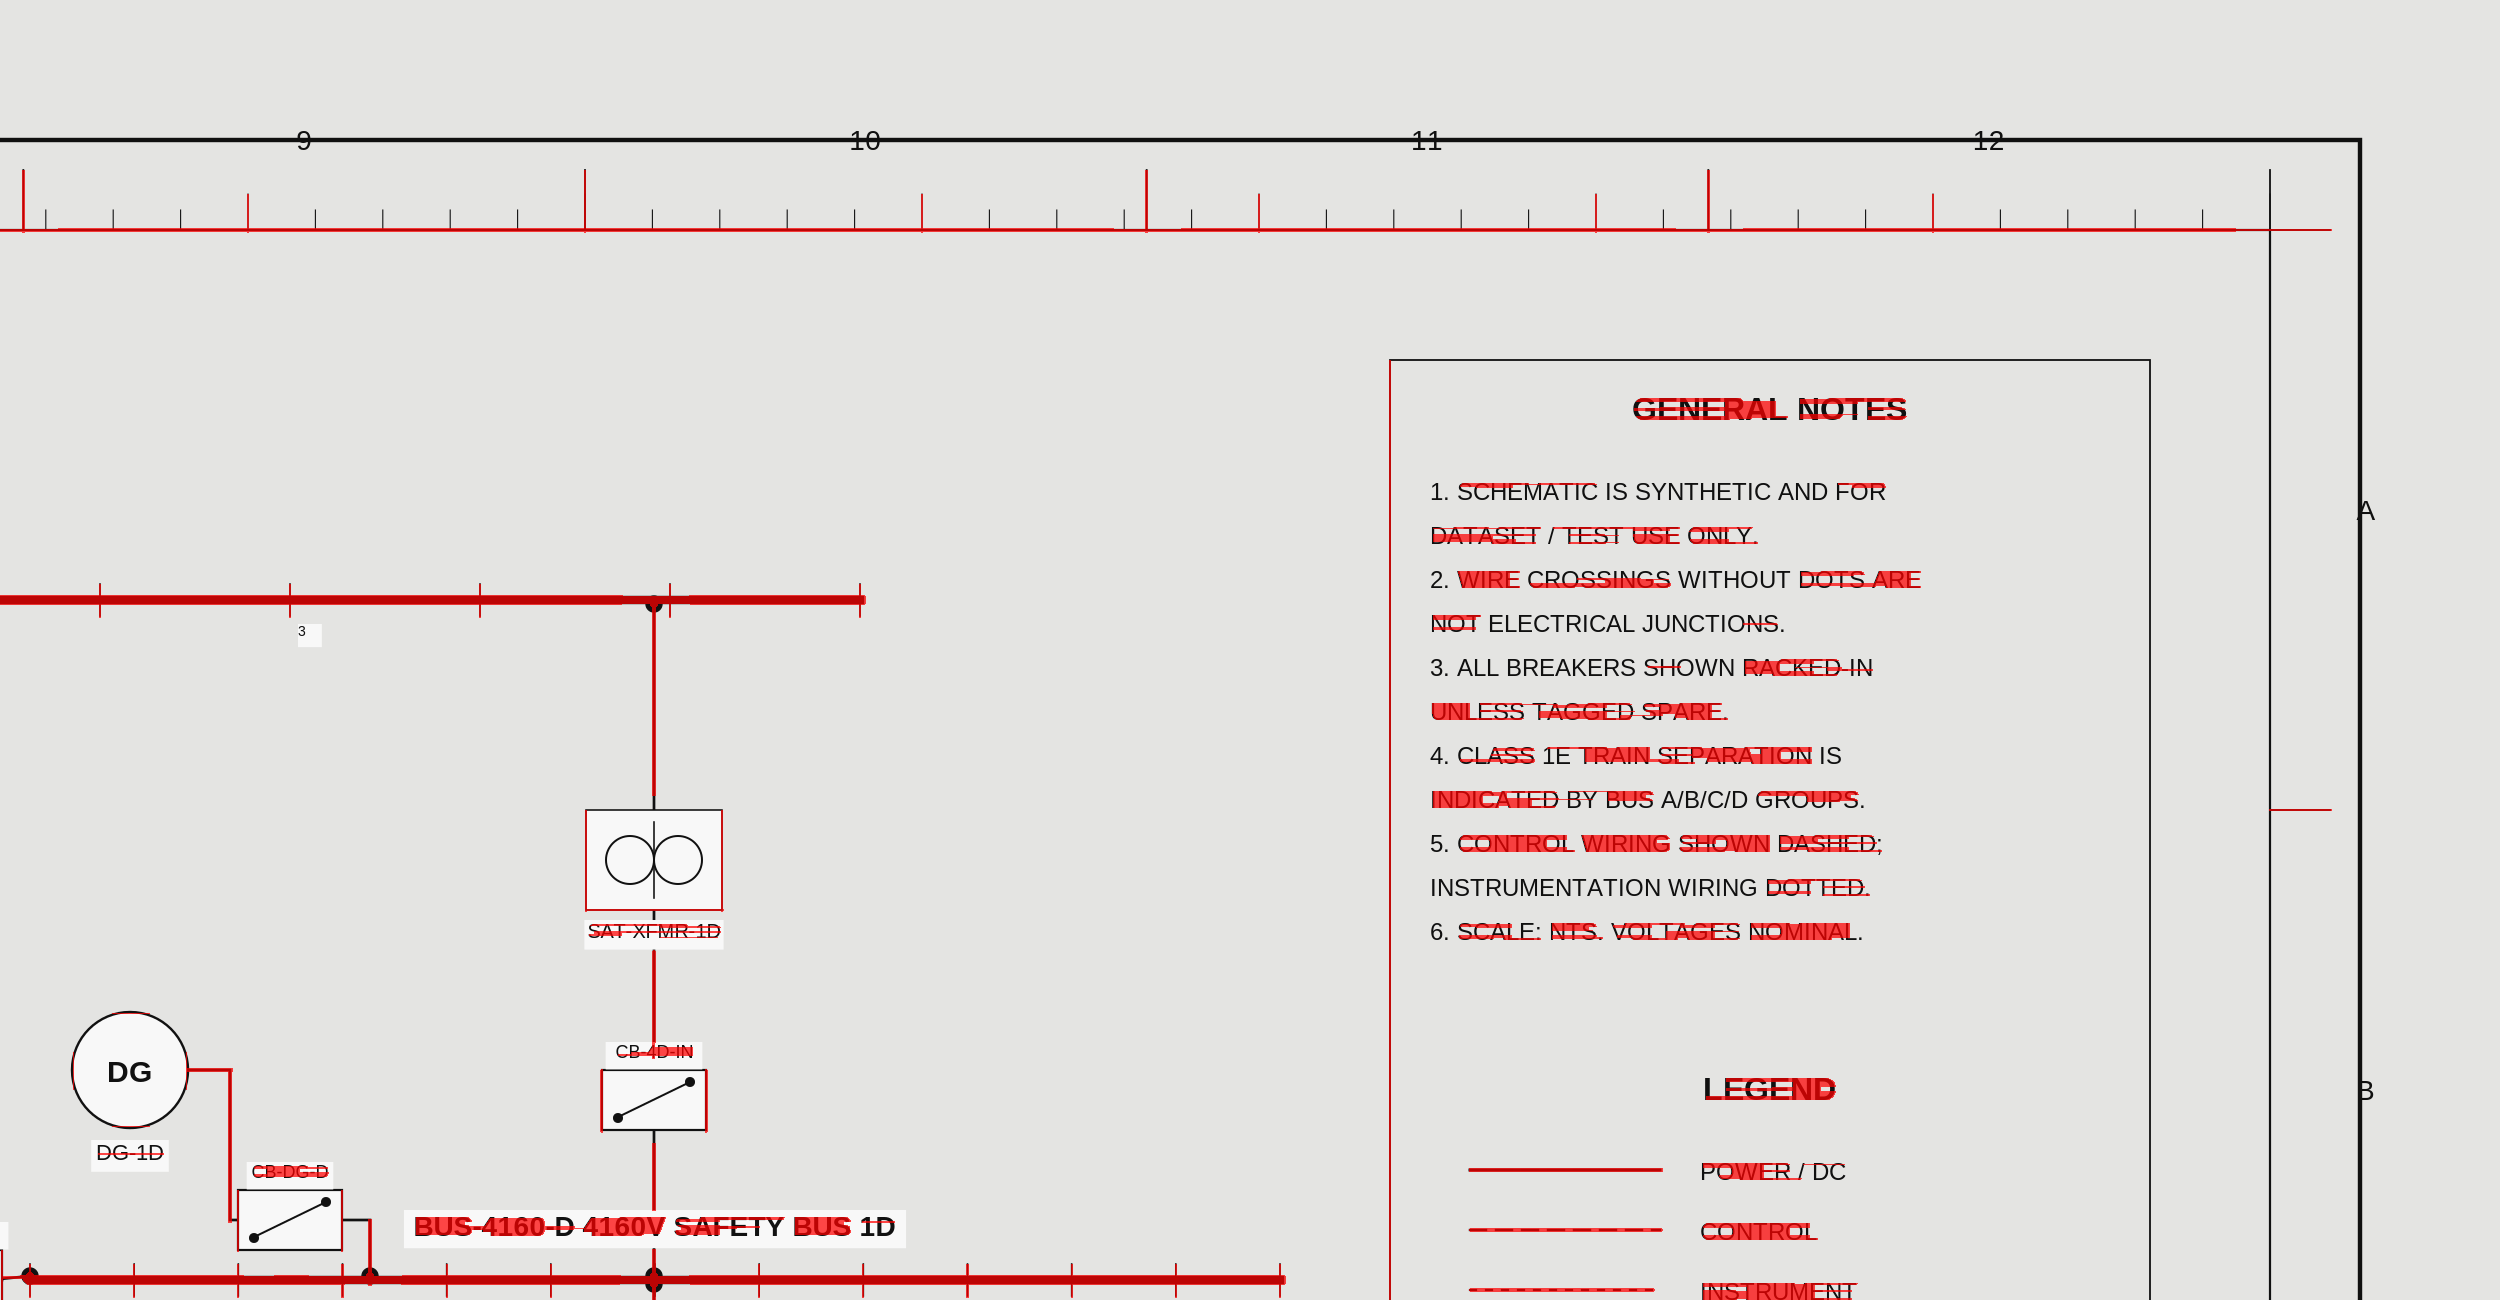 9 10 11 12
GENERAL NOTES
1. SCHEMATIC IS SYNTHETIC AND FOR
DATASET / TEST USE ONLY.
2. WIRE CROSSINGS WITHOUT DOTS ARE
NOT ELECTRICAL JUNCTIONS.
3. ALL BREAKERS SHOWN RACKED-IN
UNLESS TAGGED SPARE.
4. CLASS 1E TRAIN SEPARATION IS
INDICATED BY BUS A/B/C/D GROUPS.
5. CONTROL WIRING SHOWN DASHED;
INSTRUMENTATION WIRING DOTTED.
6. SCALE: NTS. VOLTAGES NOMINAL.
A
3
SAT-XFMR-1D
CB-4D-IN
DG
DG-1D
CB-DG-D
BUS-4160-D 4160V SAFETY BUS 1D
LEGEND
B
POWER / DC
CONTROL
INSTRUMENT